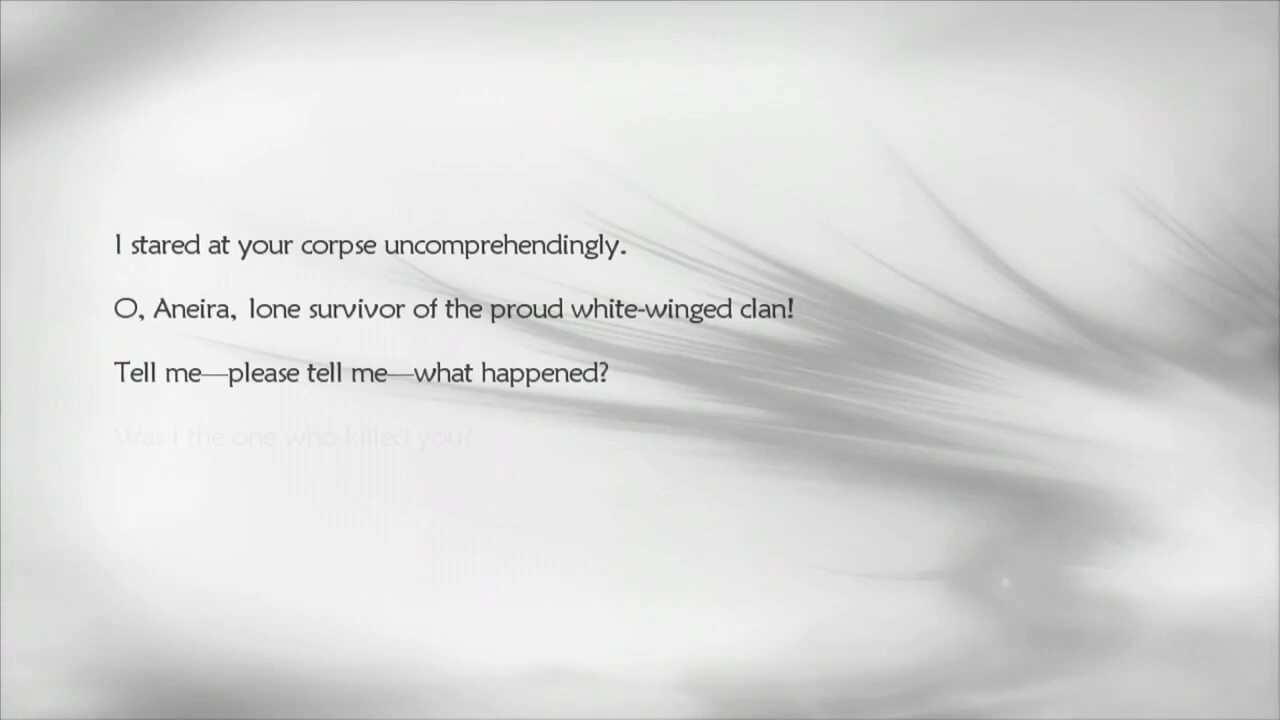 I stared at your corpse uncomprehendingly.
O, Aneira, lone survivor of the proud white-winged clan!
Tell me—please tell me—what happened?
Was I the one who killed you?